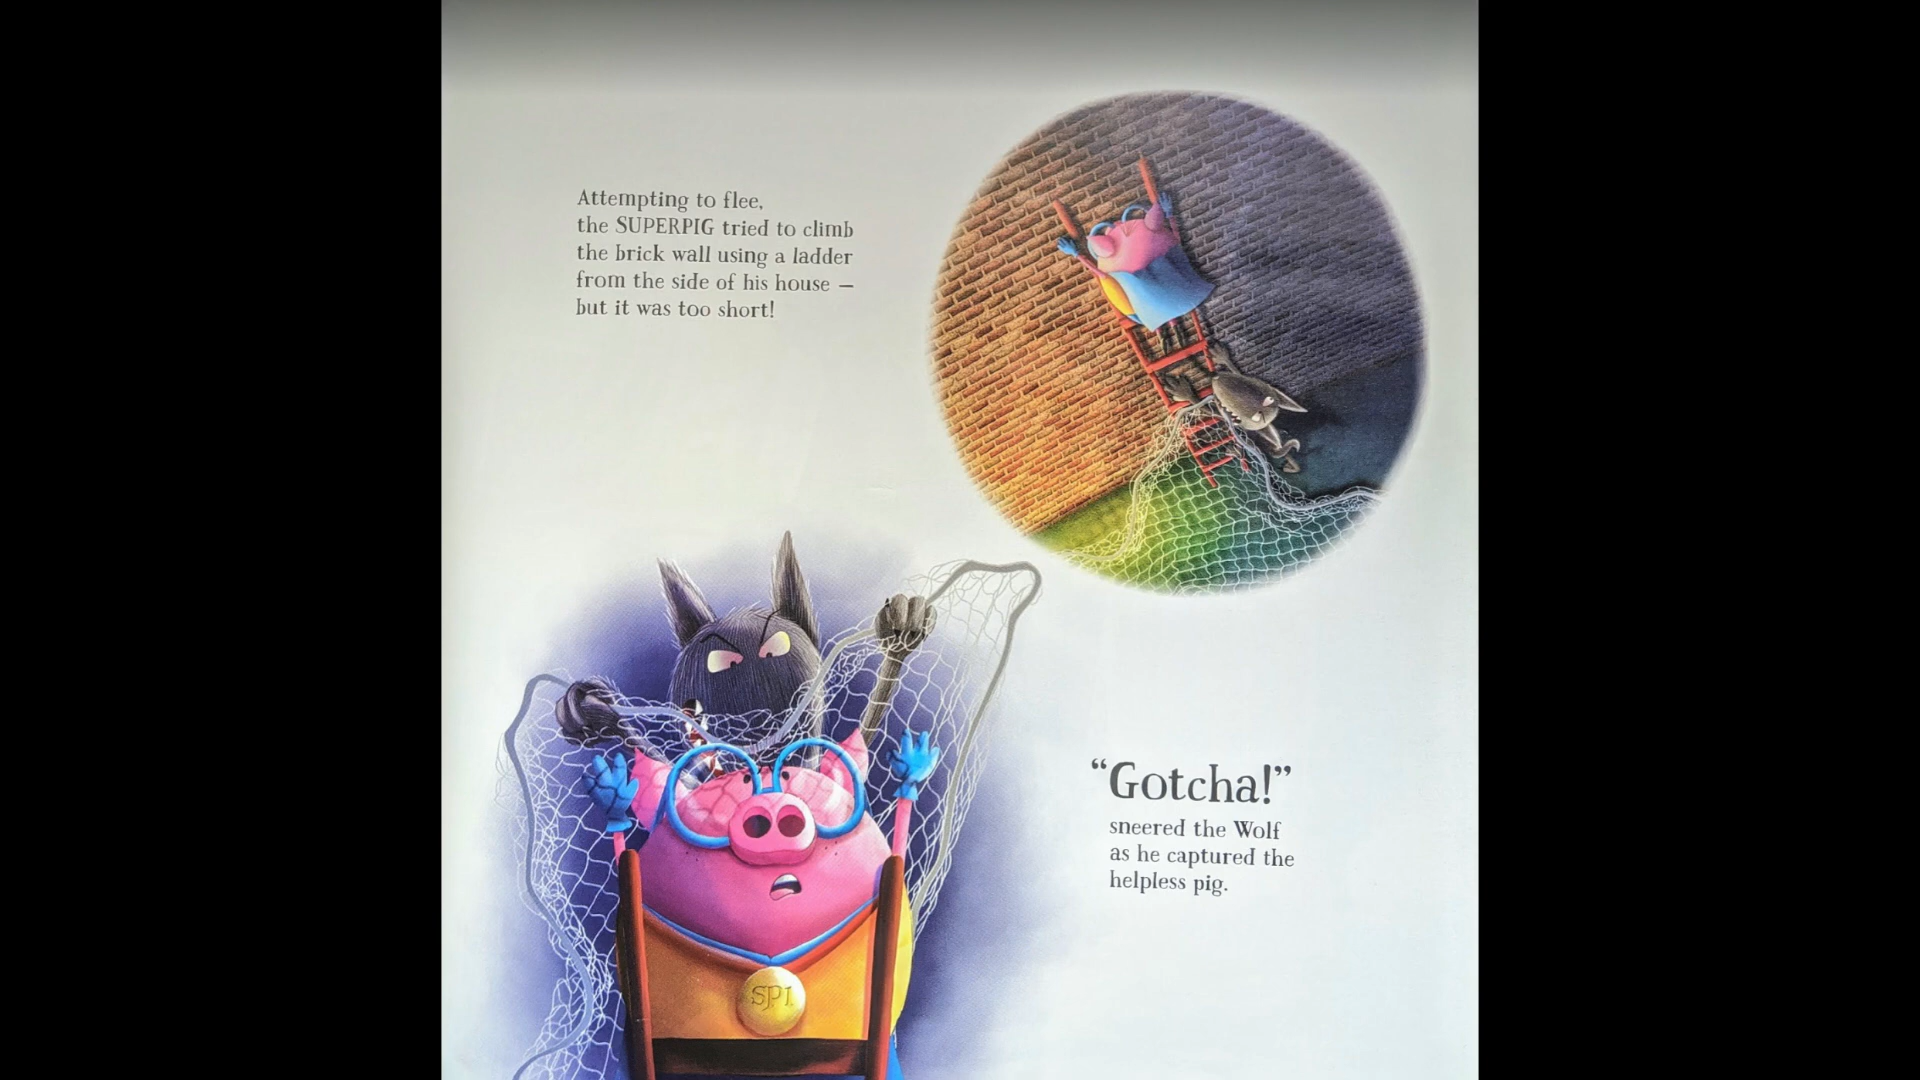 Attempting to flee,
the SUPERPIG tried to climb
the brick wall using a ladder
from the side of his house –
but it was too short!
“Gotcha!”
sneered the Wolf
as he captured the
helpless pig.
SP1